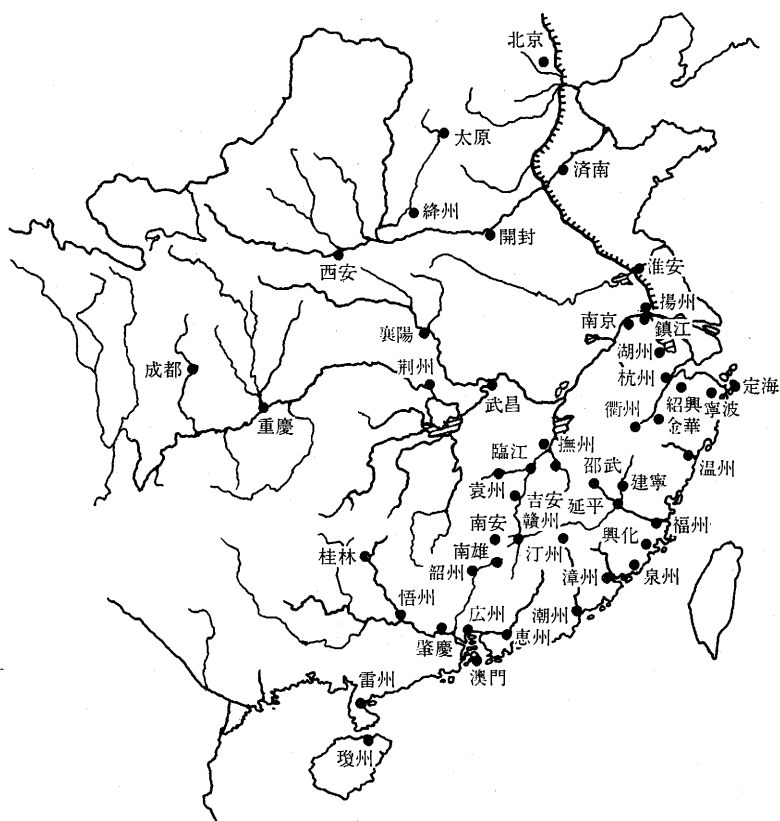 北京
太原
済南
絳州
開封
西安
淮安
揚州
南京
鎮江
襄陽
湖州
成都
荆州
杭州
定海
武昌
紹興
寧波
重慶
衢州
金華
撫州
臨江
邵武
温州
袁州
建寧
吉安
延平
南安
贛州
興化
福州
桂林
南雄
汀州
韶州
漳州
泉州
悟州
広州
潮州
肇慶
恵州
澳門
雷州
瓊州